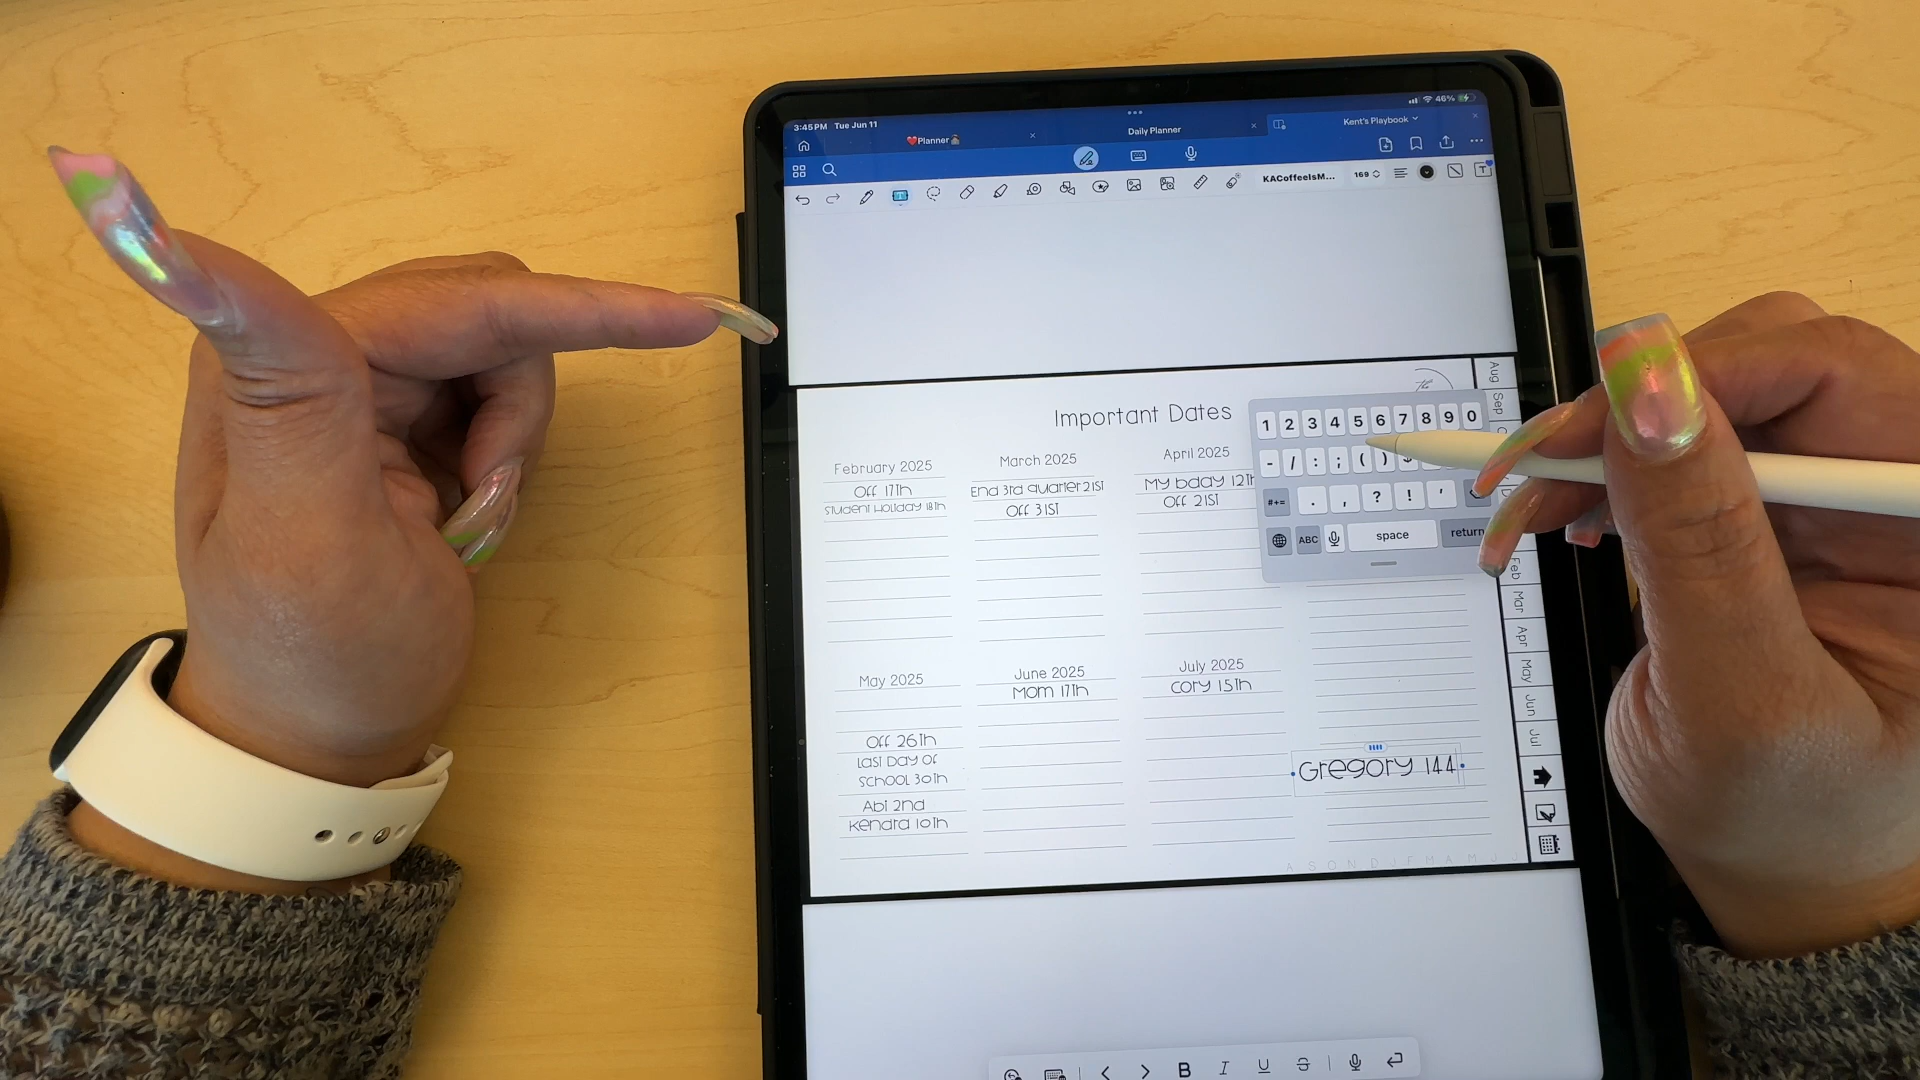 3:45 PM Tue Jun 11
46%
❤️Planner
Daily Planner
Kent's Playbook
KACoffeeIsM...
169
the
Important Dates
February 2025
Off 17th
Student Holiday 18th
March 2025
End 3rd quarter 21st
Off 31st
April 2025
My bday 12th
Off 21st
May 2025
Off 26th
Last Day of
School 30th
Abi 2nd
Kendra 10th
June 2025
Mom 17th
July 2025
Cory 15th
Gregory 144
1 2 3 4 5 6 7 8 9 0
- / : ; ( ) $
#+= . , ? ! '
ABC space return
Aug
Sep
Feb
Mar
Apr
May
Jun
Jul
A S O N D J F M A M J J
B I U S